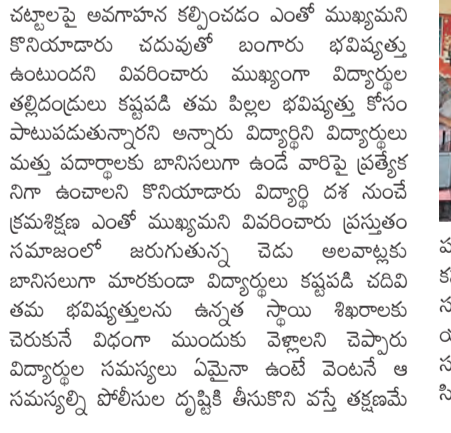 చట్టాలపై అవగాహన కల్పించడం ఎంతో ముఖ్యమని
కొనియాడారు చదువుతో బంగారు భవిష్యత్తు
ఉంటుందని వివరించారు ముఖ్యంగా విద్యార్థుల
తల్లిదండ్రులు కష్టపడి తమ పిల్లల భవిష్యత్తు కోసం
పాటుపడుతున్నారని అన్నారు విద్యార్థిని విద్యార్థులు
మత్తు పదార్థాలకు బానిసలుగా ఉండే వారిపై ప్రత్యేక
నిగా ఉంచాలని కొనియాడారు విద్యార్థి దశ నుంచే
క్రమశిక్షణ ఎంతో ముఖ్యమని వివరించారు ప్రస్తుతం
సమాజంలో జరుగుతున్న చెడు అలవాట్లకు
బానిసలుగా మారకుండా విద్యార్థులు కష్టపడి చదివి
తమ భవిష్యత్తులను ఉన్నత స్థాయి శిఖరాలకు
చెరుకునే విధంగా ముందుకు వెళ్లాలని చెప్పారు
విద్యార్థుల సమస్యలు ఏమైనా ఉంటే వెంటనే ఆ
సమస్యల్ని పోలీసుల దృష్టికి తీసుకొని వస్తే తక్షణమే